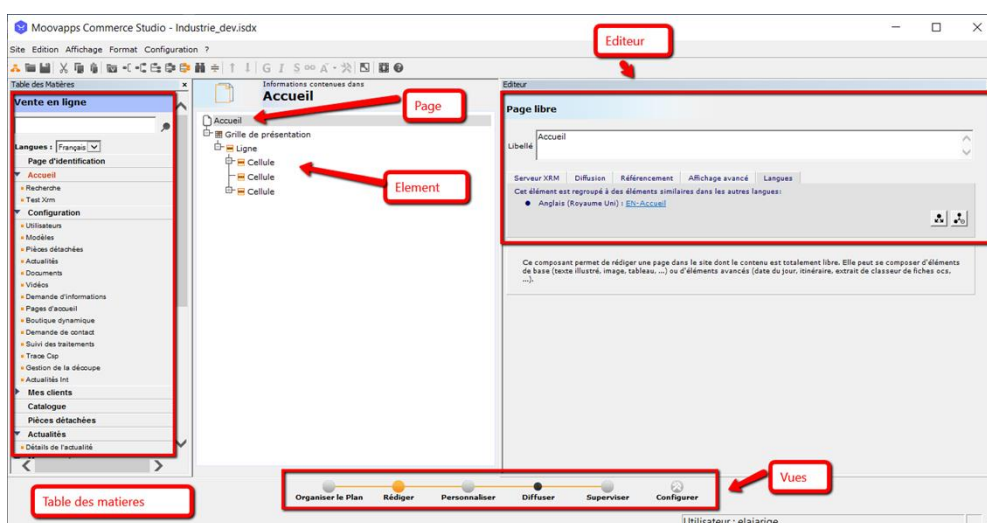 Moovapps Commerce Studio - Industrie_dev.isdx
Site Edition Affichage Format Configuration ?
G I S A
Table des Matières x
Vente en ligne
Langues : Français
Page d'identification
Accueil
Recherche
Test Xrm
Configuration
Utilisateurs
Modèles
Pièces détachées
Actualités
Documents
Vidéos
Demande d'informations
Pages d'accueil
Boutique dynamique
Demande de contact
Suivi des traitements
Trace Csp
Gestion de la découpe
Actualités Int
Mes clients
Catalogue
Pièces détachées
Actualités
Détails de l'actualité
Table des matieres
Informations contenues dans
Accueil
Page
Accueil
Grille de présentation
Ligne
Cellule
Cellule
Cellule
Element
Editeur
Editeur
Page libre
Libellé
Accueil
Serveur XRM Diffusion Référencement Affichage avancé Langues
Cet élément est regroupé à des éléments similaires dans les autres langues:
Anglais (Royaume Uni) : EN-Accueil
Ce composant permet de rédiger une page dans le site dont le contenu est totalement libre. Elle peut se composer d'éléments
de base (texte illustré, image, tableau, ...) ou d'éléments avancés (date du jour, itinéraire, extrait de classeur de fiches ocs,
...).
Organiser le Plan Rédiger Personnaliser Diffuser Superviser Configurer
Vues
Utilisateur : elajarige